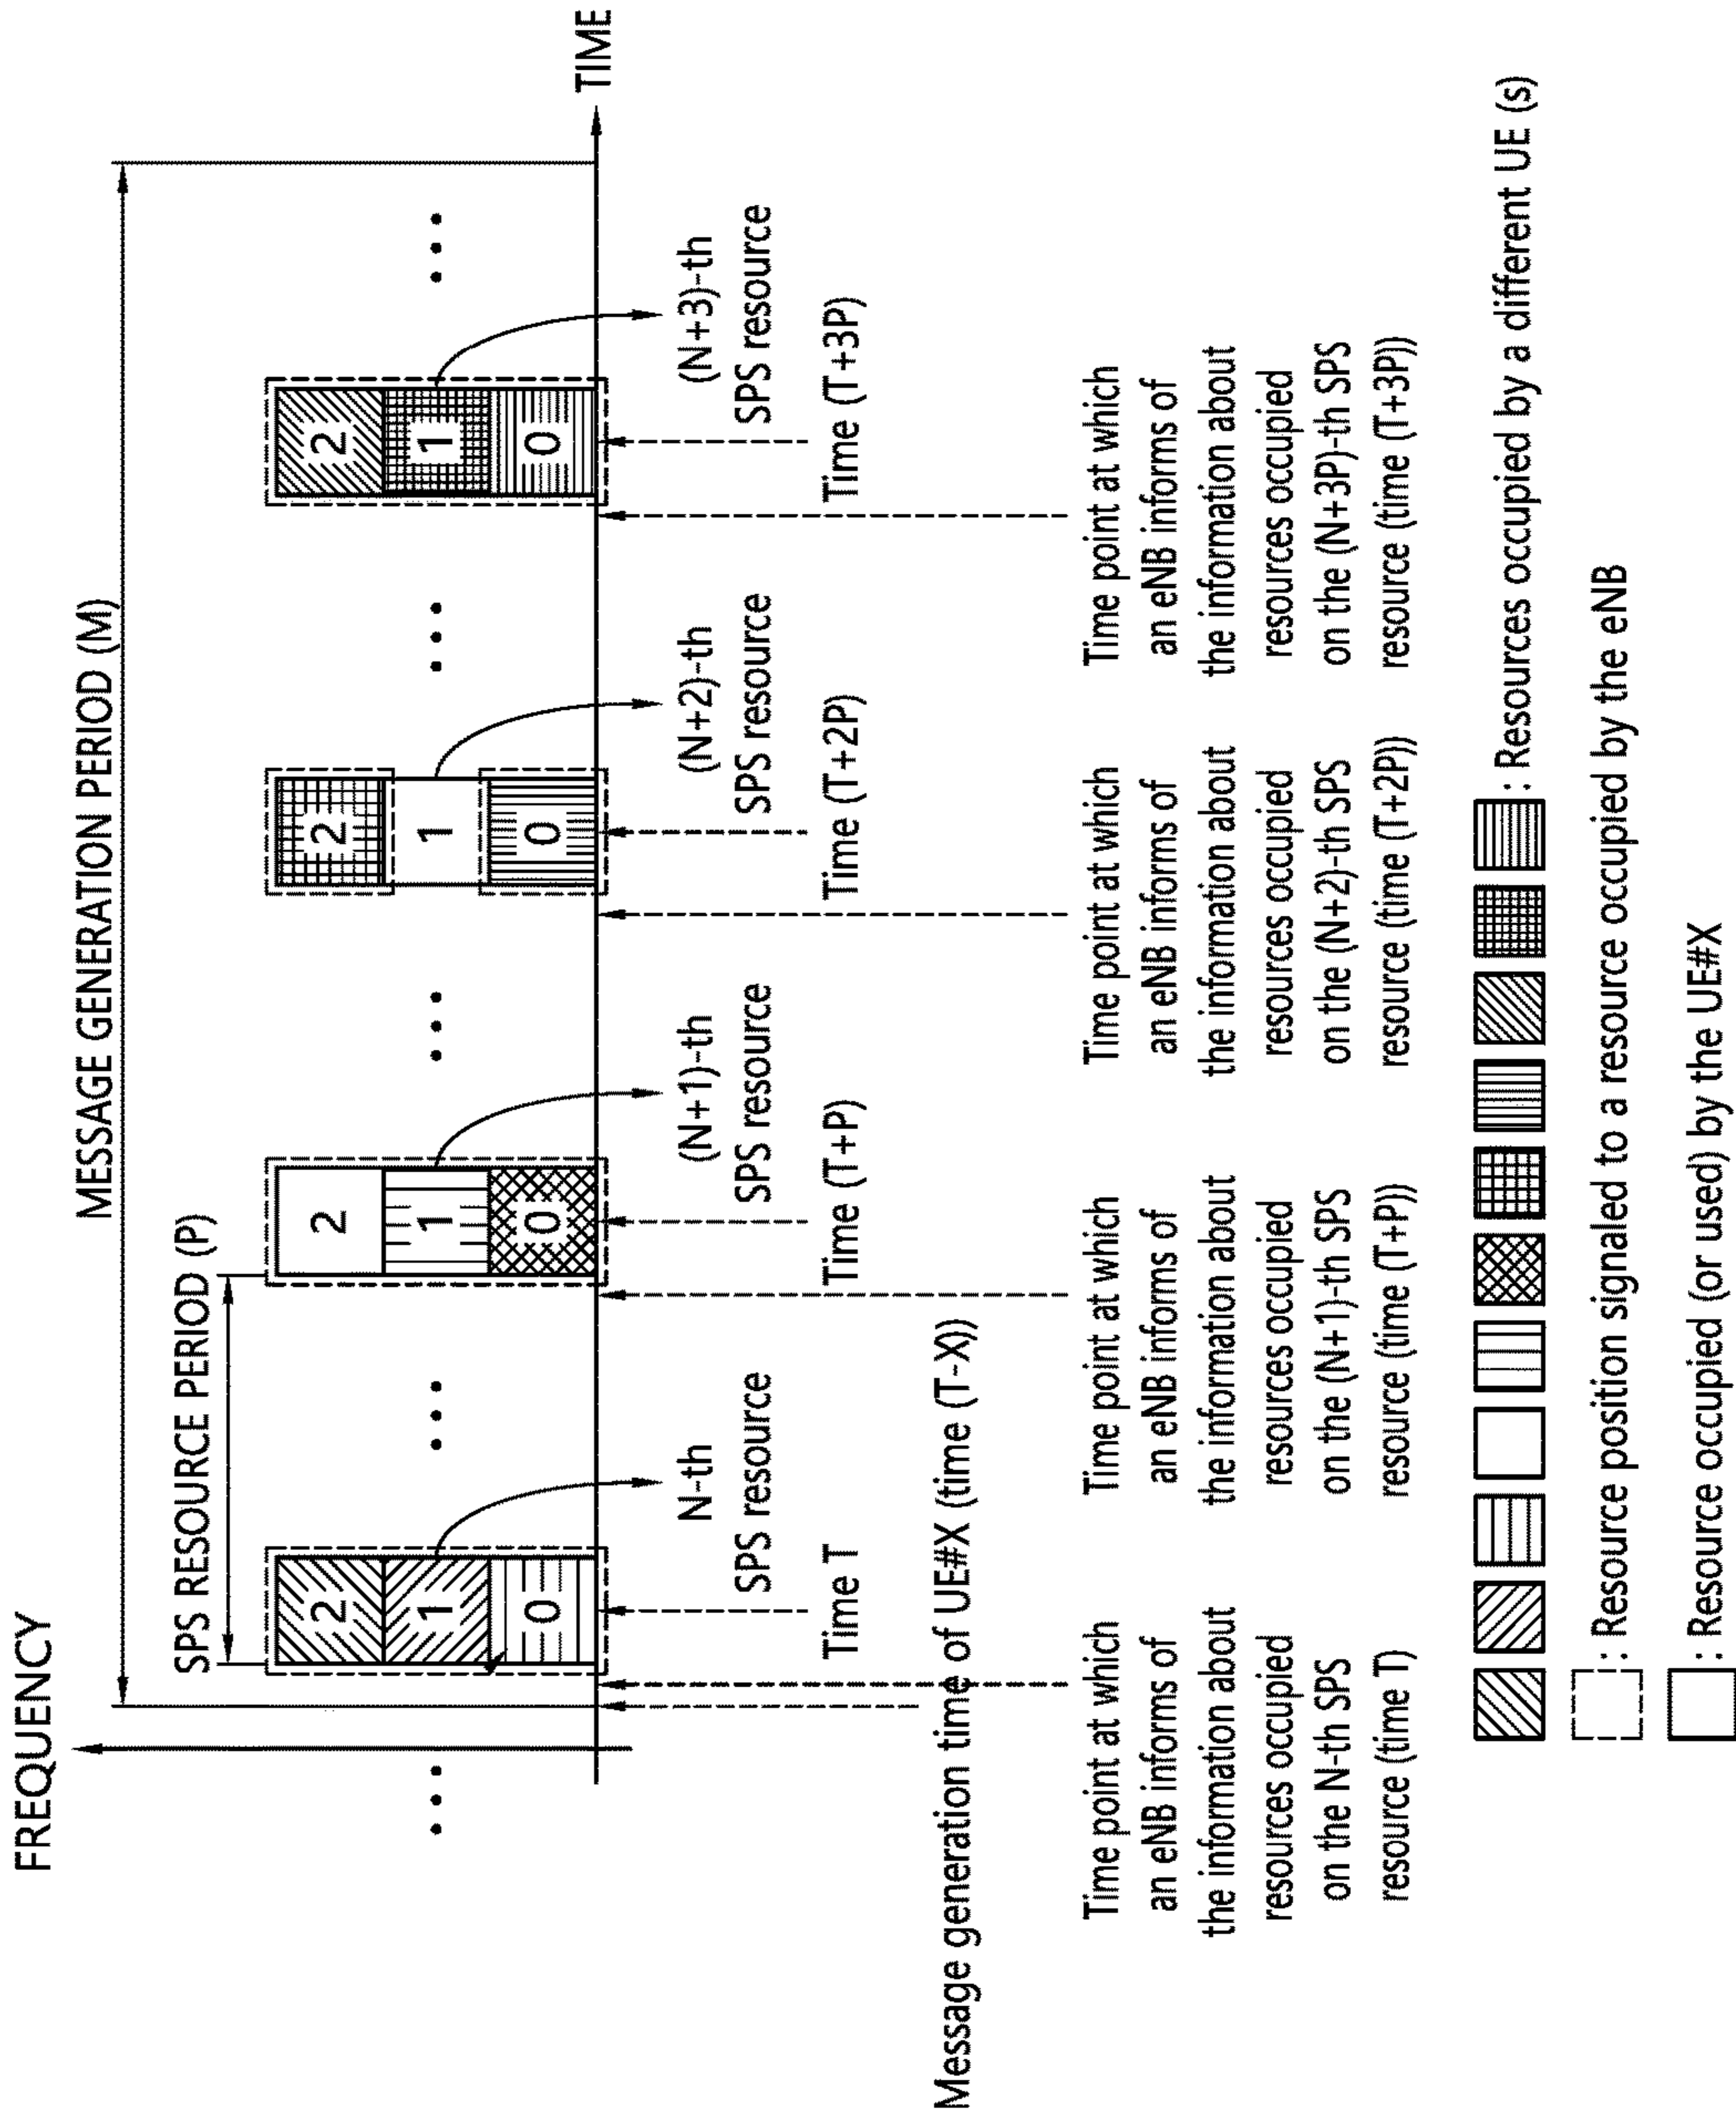 FREQUENCY
MESSAGE GENERATION PERIOD (M)
SPS RESOURCE PERIOD (P)
2
1
0
2
1
0
2
1
0
2
1
0
TIME
N-th
SPS resource
(N+1)-th
SPS resource
(N+2)-th
SPS resource
(N+3)-th
SPS resource
Time T
Time (T+P)
Time (T+2P)
Time (T+3P)
Message generation time of UE#X (time (T-X))
Time point at which
an eNB informs of
the information about
resources occupied
on the N-th SPS
resource (time T)
Time point at which
an eNB informs of
the information about
resources occupied
on the (N+1)-th SPS
resource (time (T+P))
Time point at which
an eNB informs of
the information about
resources occupied
on the (N+2)-th SPS
resource (time (T+2P))
Time point at which
an eNB informs of
the information about
resources occupied
on the (N+3P)-th SPS
resource (time (T+3P))
: Resources occupied by a different UE (s)
: Resource position signaled to a resource occupied by the eNB
: Resource occupied (or used) by the UE#X